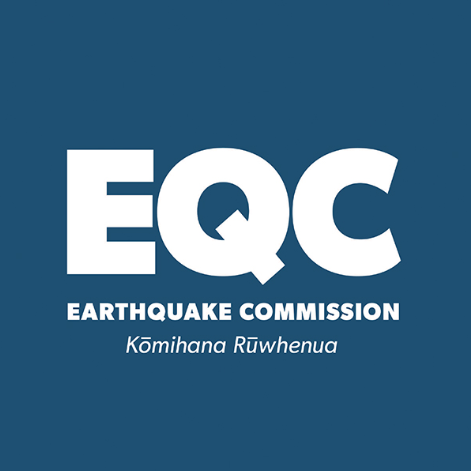 EQC
EARTHQUAKE COMMISSION
Kōmihana Rūwhenua